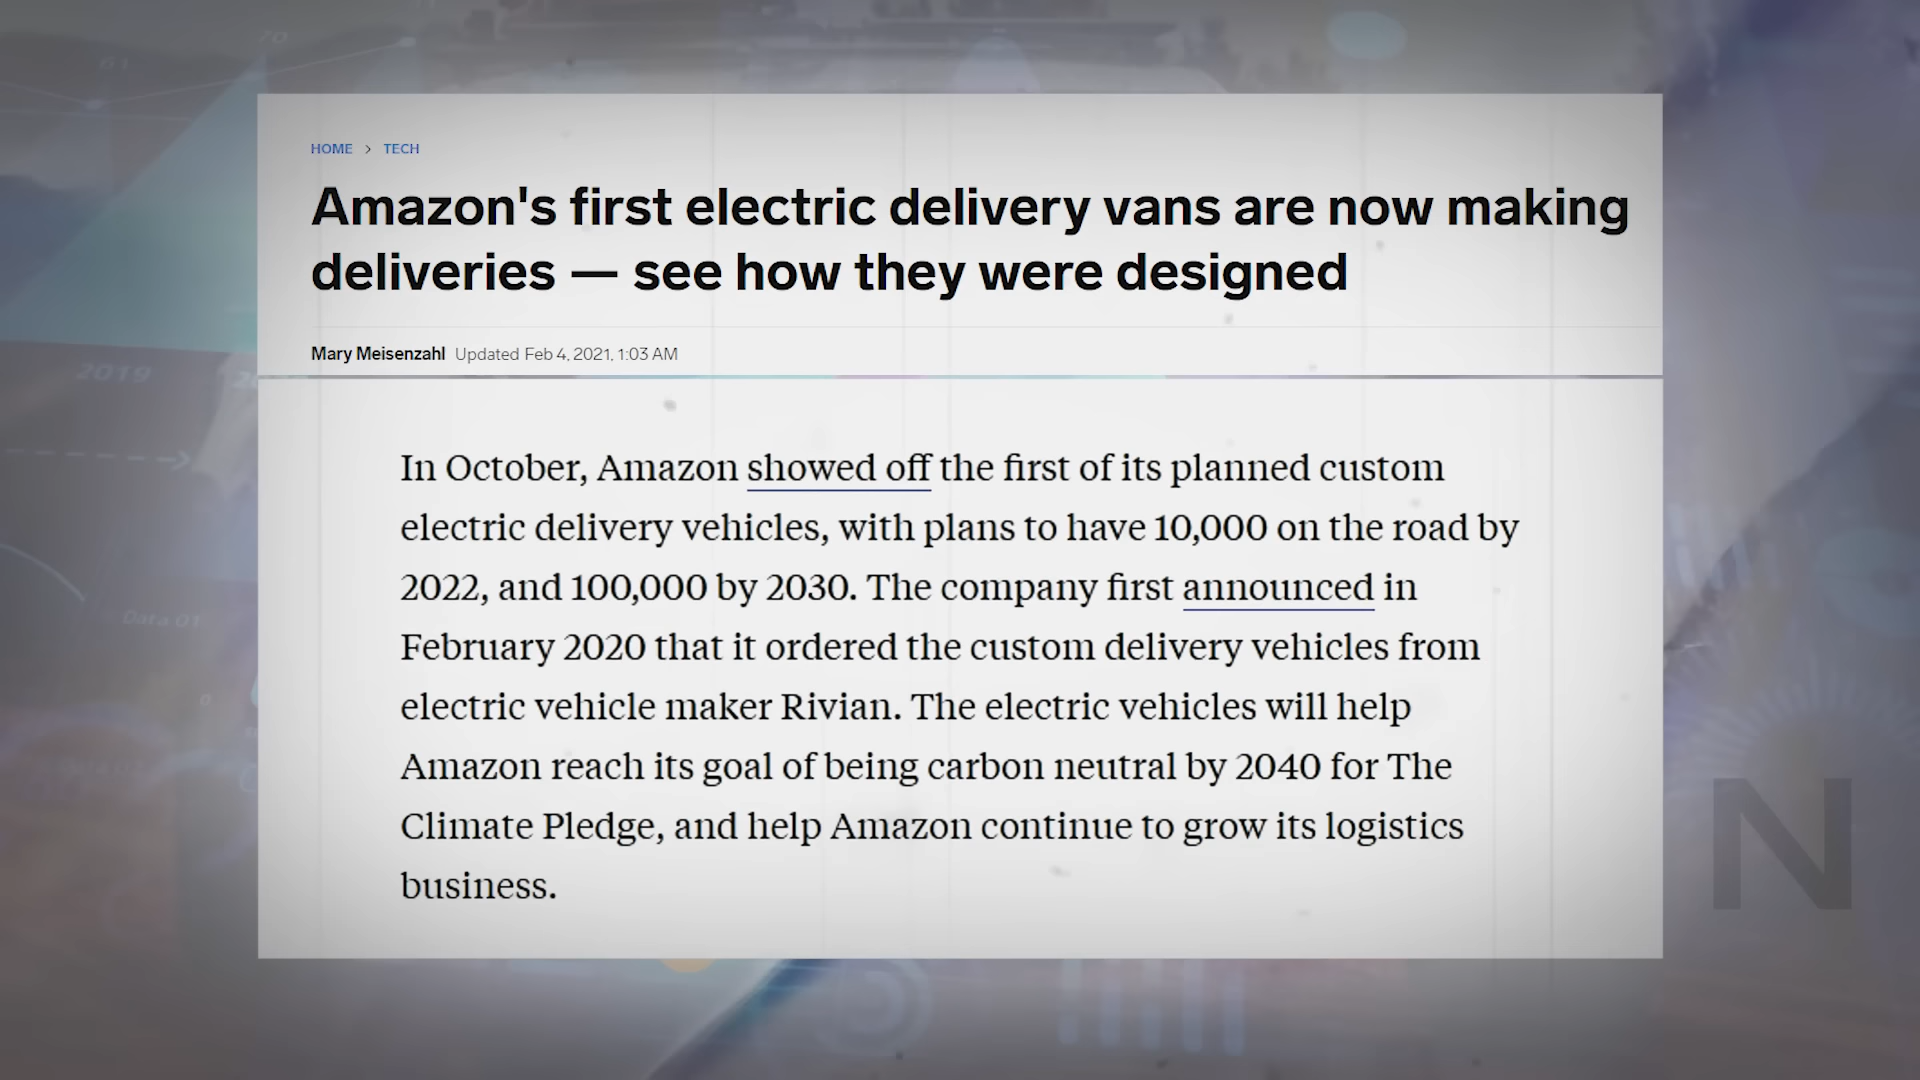 70
61
HOME > TECH
Amazon's first electric delivery vans are now making
deliveries — see how they were designed
Mary Meisenzahl Updated Feb 4, 2021, 1:03 AM
2019
In October, Amazon showed off the first of its planned custom
electric delivery vehicles, with plans to have 10,000 on the road by
2022, and 100,000 by 2030. The company first announced in
Data 01
February 2020 that it ordered the custom delivery vehicles from
electric vehicle maker Rivian. The electric vehicles will help
Amazon reach its goal of being carbon neutral by 2040 for The
Climate Pledge, and help Amazon continue to grow its logistics
business.
N